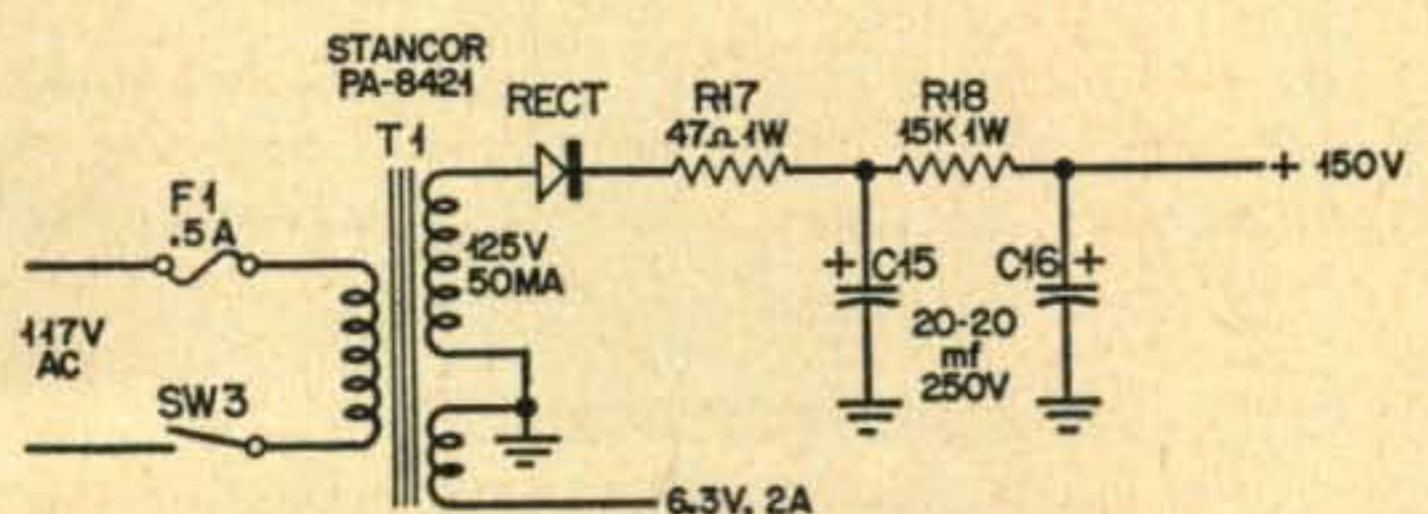 STANCOR
PA-8421
T1
RECT
R17
47Ω 1W
R18
15K 1W
+ 150V
F1
.5A
125V
50MA
+ C15
C16 +
20-20
mf
250V
117V
AC
SW3
6.3V, 2A